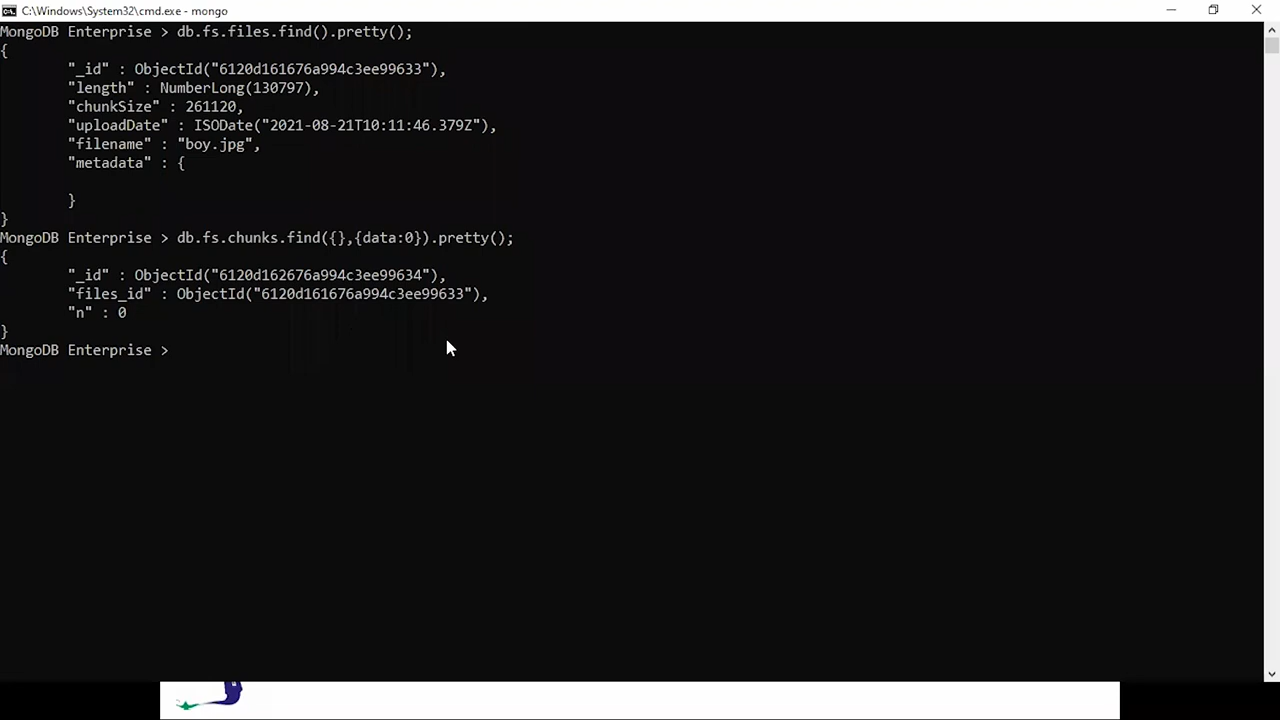 C:\Windows\System32\cmd.exe - mongo
MongoDB Enterprise > db.fs.files.find().pretty();
{
"_id" : ObjectId("6120d161676a994c3ee99633"),
"length" : NumberLong(130797),
"chunkSize" : 261120,
"uploadDate" : ISODate("2021-08-21T10:11:46.379Z"),
"filename" : "boy.jpg",
"metadata" : {
}
}
MongoDB Enterprise > db.fs.chunks.find({},{data:0}).pretty();
{
"_id" : ObjectId("6120d162676a994c3ee99634"),
"files_id" : ObjectId("6120d161676a994c3ee99633"),
"n" : 0
}
MongoDB Enterprise >